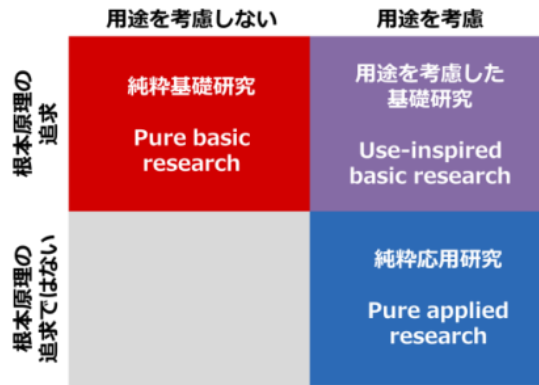 用途を考慮しない
用途を考慮
根本原理の
追求
純粋基礎研究
Pure basic
research
用途を考慮した
基礎研究
Use-inspired
basic research
根本原理の
追求ではない
純粋応用研究
Pure applied
research